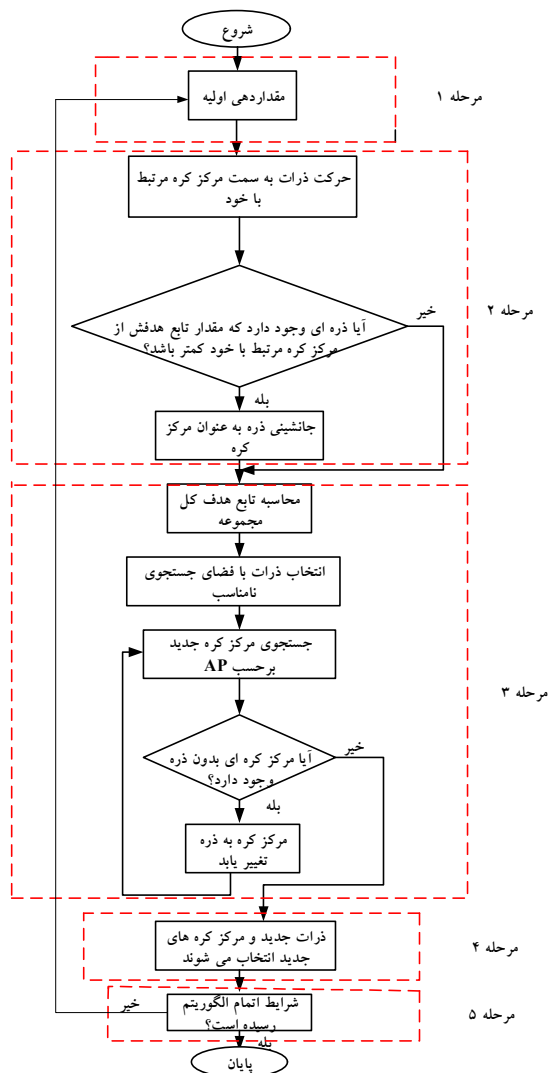 شروع
مقداردهی اولیه
مرحله ۱
حرکت ذرات به سمت مرکز کره مرتبط
با خود
آیا ذره ای وجود دارد که مقدار تابع هدفش از
مرکز کره مرتبط با خود کمتر باشد؟
خیر
مرحله ۲
بله
جانشینی ذره به عنوان مرکز
کره
محاسبه تابع هدف کل
مجموعه
انتخاب ذرات با فضای جستجوی
نامناسب
جستجوی مرکز کره جدید
برحسب AP
مرحله ۳
آیا مرکز کره ای بدون ذره
وجود دارد؟
خیر
بله
مرکز کره به ذره
تغییر یابد
ذرات جدید و مرکز کره های
جدید انتخاب می شوند
مرحله ۴
شرایط اتمام الگوریتم
رسیده است؟
خیر
مرحله ۵
بله
پایان